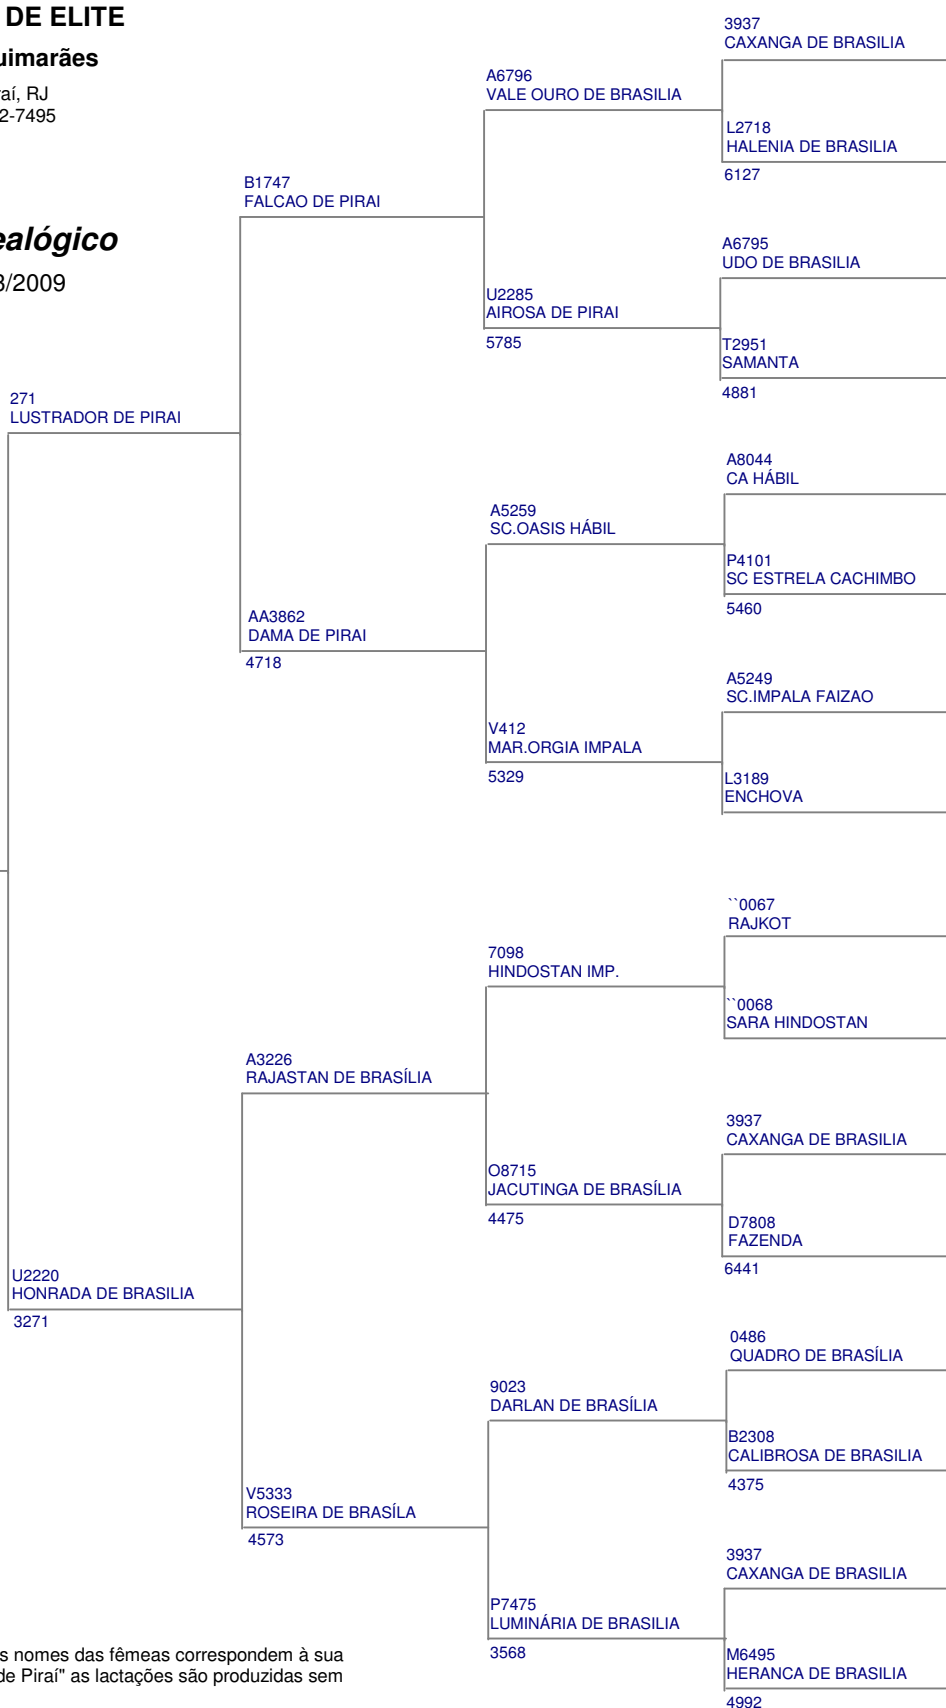 DE ELITE
uimarães
aí, RJ
2-7495
ealógico
3/2009
3937
CAXANGA DE BRASILIA
A6796
VALE OURO DE BRASILIA
L2718
HALENIA DE BRASILIA
6127
B1747
FALCAO DE PIRAI
A6795
UDO DE BRASILIA
U2285
AIROSA DE PIRAI
5785
T2951
SAMANTA
4881
271
LUSTRADOR DE PIRAI
A8044
CA HÁBIL
A5259
SC.OASIS HÁBIL
P4101
SC ESTRELA CACHIMBO
5460
AA3862
DAMA DE PIRAI
4718
A5249
SC.IMPALA FAIZAO
V412
MAR.ORGIA IMPALA
5329
L3189
ENCHOVA
``0067
RAJKOT
7098
HINDOSTAN IMP.
``0068
SARA HINDOSTAN
A3226
RAJASTAN DE BRASÍLIA
3937
CAXANGA DE BRASILIA
O8715
JACUTINGA DE BRASÍLIA
4475
D7808
FAZENDA
6441
U2220
HONRADA DE BRASILIA
3271
0486
QUADRO DE BRASÍLIA
9023
DARLAN DE BRASÍLIA
B2308
CALIBROSA DE BRASILIA
4375
V5333
ROSEIRA DE BRASÍLA
4573
3937
CAXANGA DE BRASILIA
P7475
LUMINÁRIA DE BRASILIA
3568
M6495
HERANCA DE BRASILIA
4992
s nomes das fêmeas correspondem à sua
de Piraí" as lactações são produzidas sem